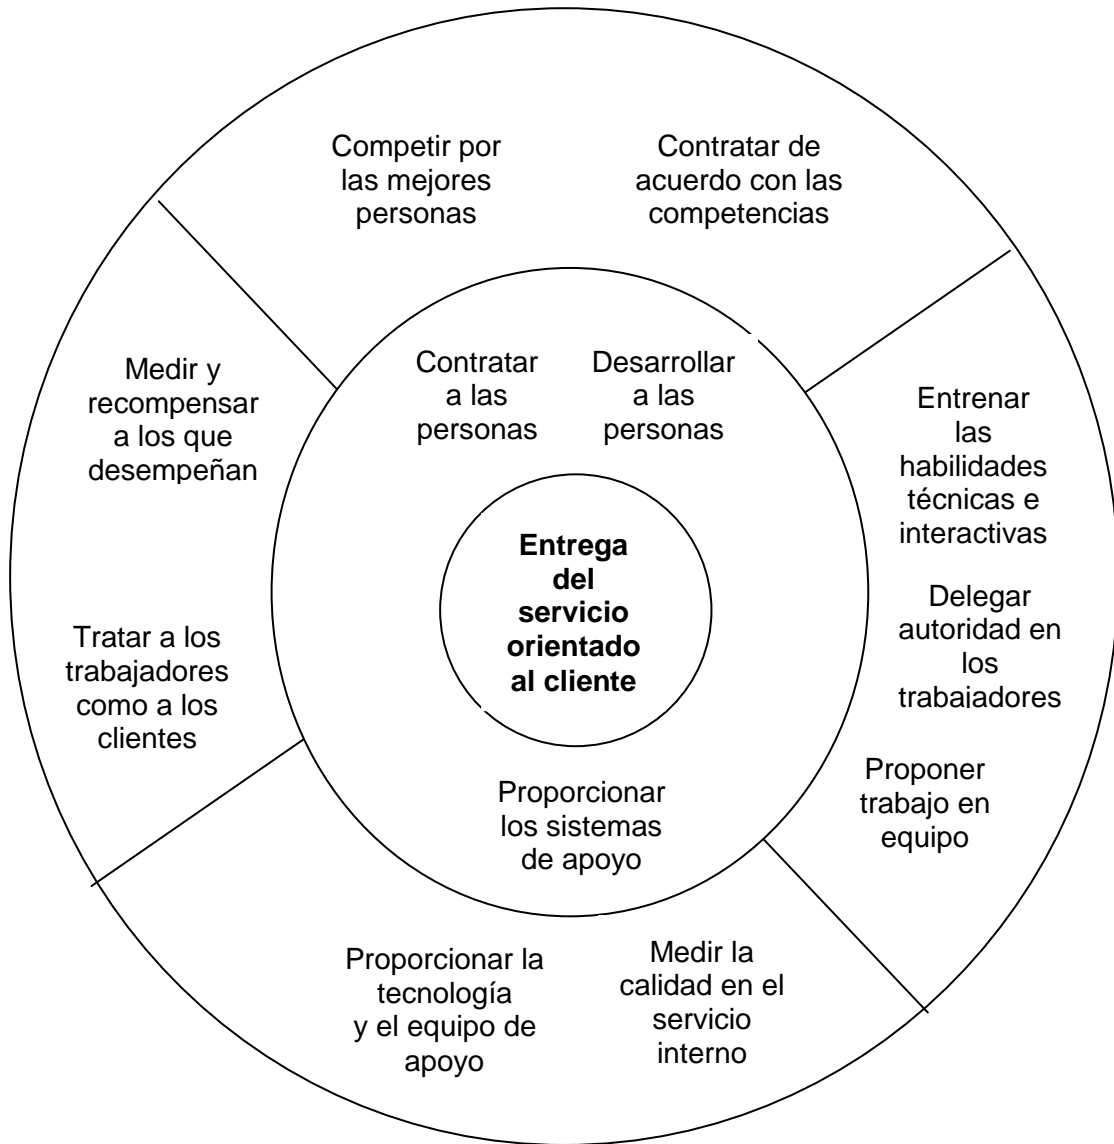 Competir por
las mejores
personas
Contratar de
acuerdo con las
competencias
Medir y
recompensar
a los que
desempeñan
Contratar
a las
personas
Desarrollar
a las
personas
Entrenar
las
habilidades
técnicas e
interactivas
Entrega
del
servicio
orientado
al cliente
Delegar
autoridad en
los
trabajadores
Tratar a los
trabajadores
como a los
clientes
Proponer
trabajo en
equipo
Proporcionar
los sistemas
de apoyo
Proporcionar la
tecnología
y el equipo de
apoyo
Medir la
calidad en el
servicio
interno